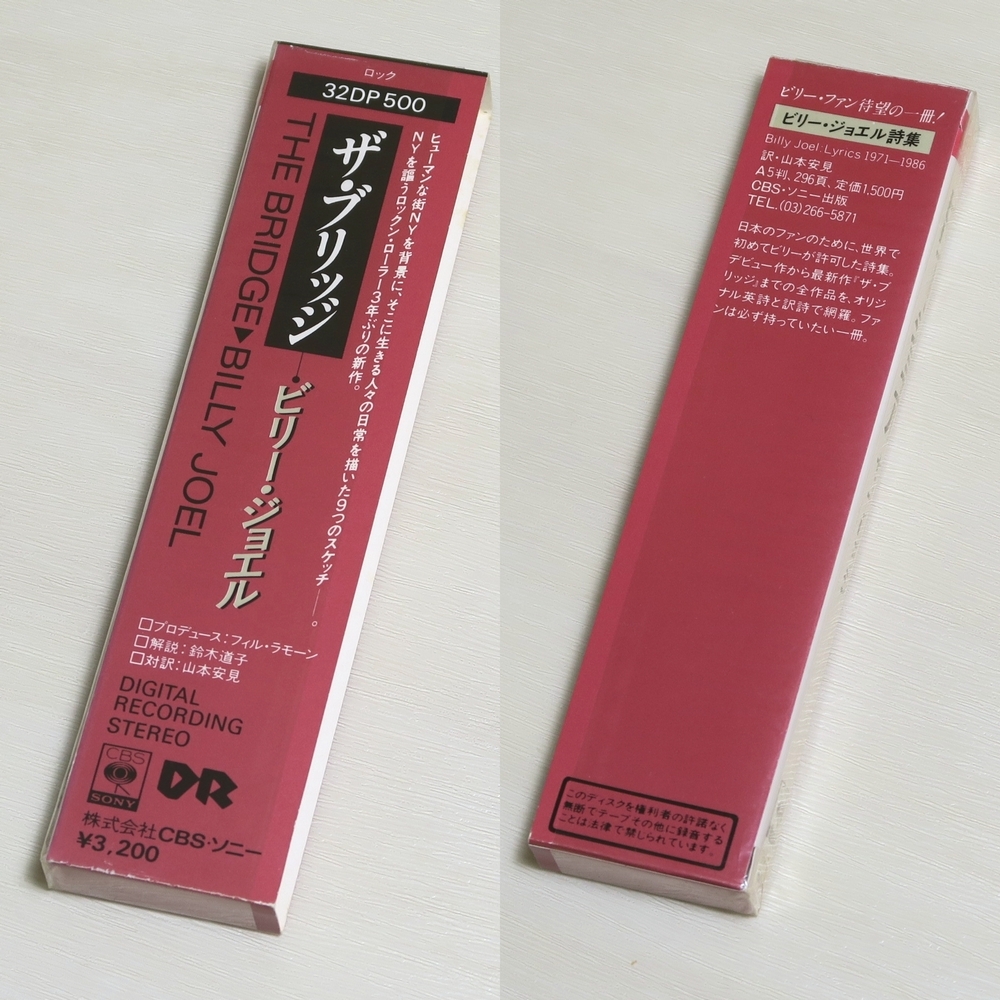 ロック
32DP 500
ヒューマンな街NYを背景に、そこに生きる人々の日常を描いた9つのスケッチ――。
NYを謳うロックン・ローラー3年ぶりの新作。
ザ・ブリッジ
ビリー・ジョエル
THE BRIDGE▶BILLY JOEL
□プロデュース:フィル・ラモーン
□解説:鈴木道子
□対訳:山本安見
DIGITAL
RECORDING
STEREO
CBS
SONY
DR
株式会社CBS・ソニー
¥3,200
ビリー・ファン待望の一冊!
ビリー・ジョエル詩集
Billy Joel: Lyrics 1971—1986
訳・山本安見
A5判、296頁、定価1,500円
CBS・ソニー出版
TEL.(03)266-5871
日本のファンのために、世界で
初めてビリーが許可した詩集。
デビュー作から最新作『ザ・ブ
リッジ』までの全作品を、オリジ
ナル英詩と訳詩で網羅。ファ
ンは必ず持っていたい一冊。
このディスクを権利者の許諾なく
無断でテープその他に録音する
ことは法律で禁じられています。